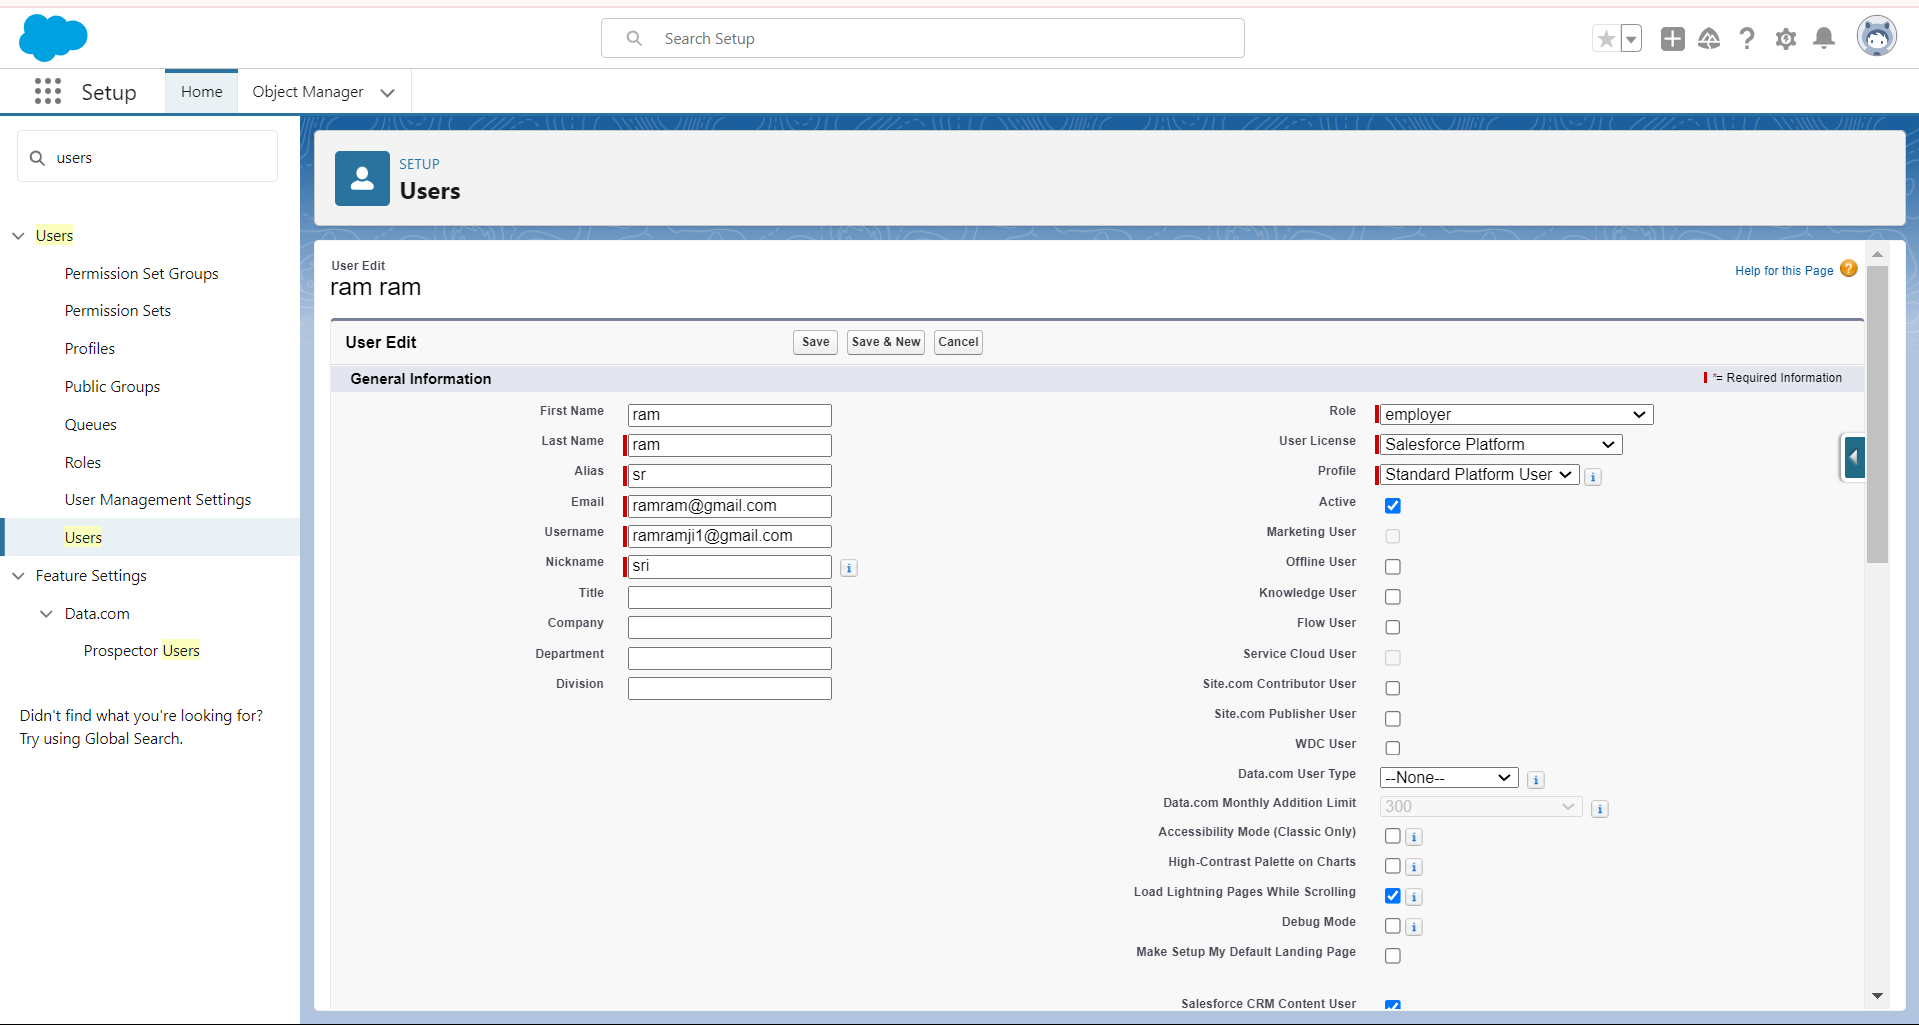 Search Setup
Setup
Home
Object Manager
users
Users
Permission Set Groups
Permission Sets
Profiles
Public Groups
Queues
Roles
User Management Settings
Users
Feature Settings
Data.com
Prospector Users
Didn't find what you're looking for?
Try using Global Search.
SETUP
Users
User Edit
ram ram
Help for this Page
User Edit
Save
Save & New
Cancel
General Information
*= Required Information
First Name ram
Last Name ram
Alias sr
Email ramram@gmail.com
Username ramramji1@gmail.com
Nickname sri
Title
Company
Department
Division
Role employer
User License Salesforce Platform
Profile Standard Platform User
Active
Marketing User
Offline User
Knowledge User
Flow User
Service Cloud User
Site.com Contributor User
Site.com Publisher User
WDC User
Data.com User Type --None--
Data.com Monthly Addition Limit 300
Accessibility Mode (Classic Only)
High-Contrast Palette on Charts
Load Lightning Pages While Scrolling
Debug Mode
Make Setup My Default Landing Page
Salesforce CRM Content User